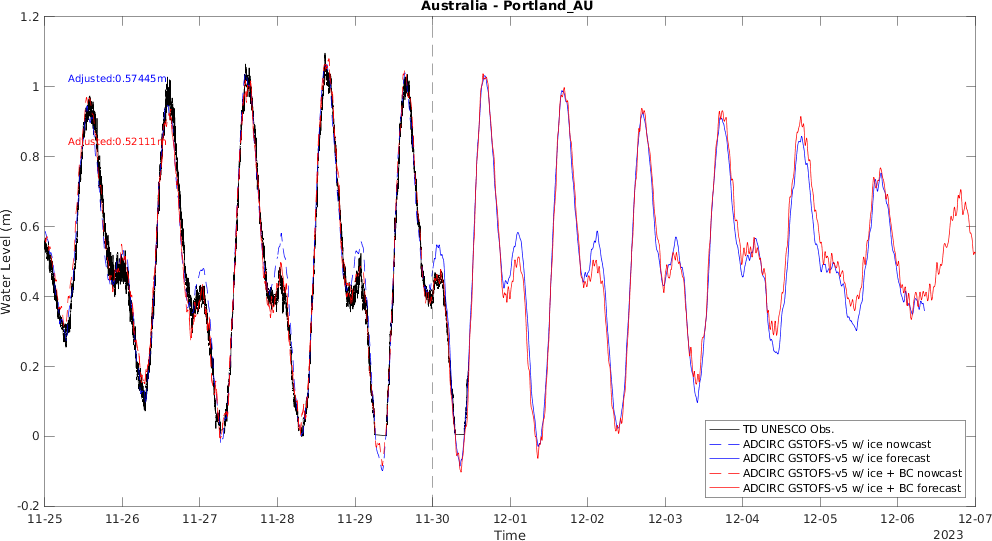 Australia - Portland_AU
1.2
1
0.8
0.6
0.4
0.2
0
-0.2
Water Level (m)
Adjusted:0.57445m
Adjusted:0.52111m
TD UNESCO Obs.
ADCIRC GSTOFS-v5 w/ ice nowcast
ADCIRC GSTOFS-v5 w/ ice forecast
ADCIRC GSTOFS-v5 w/ ice + BC nowcast
ADCIRC GSTOFS-v5 w/ ice + BC forecast
11-25 11-26 11-27 11-28 11-29 11-30 12-01 12-02 12-03 12-04 12-05 12-06 12-07
Time
2023